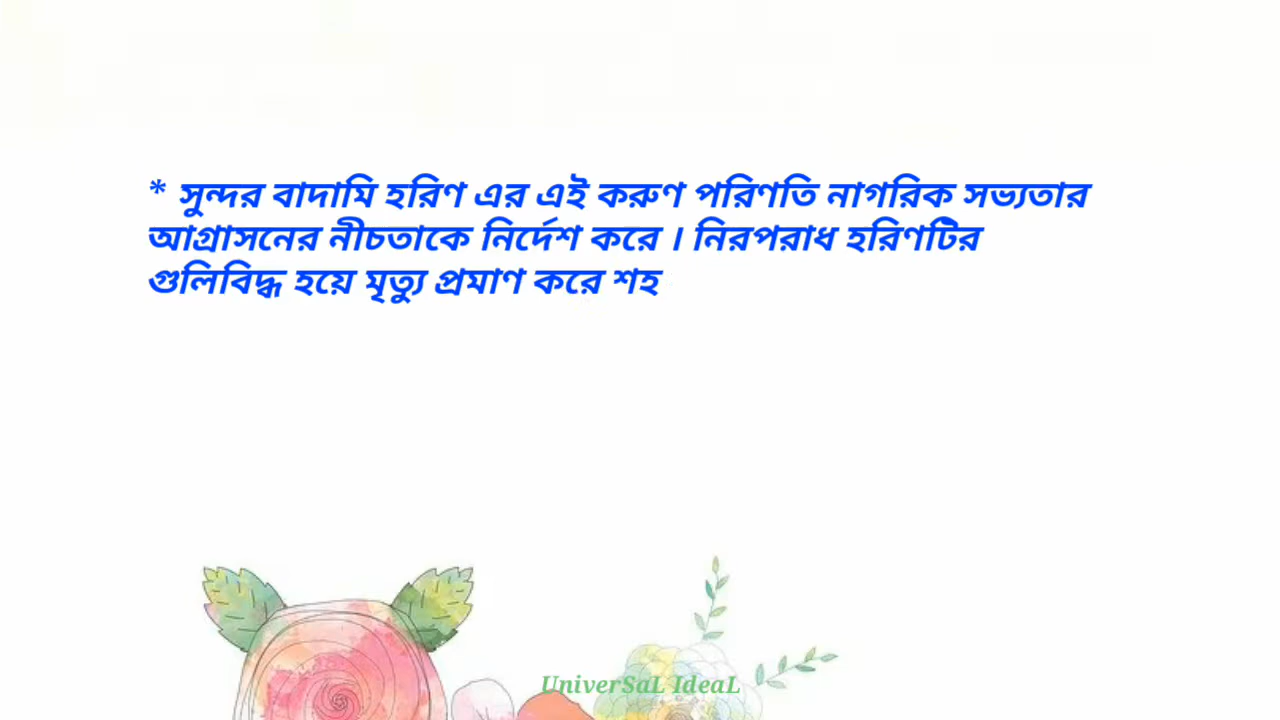 * সুন্দর বাদামি হরিণ এর এই করুণ পরিণতি নাগরিক সভ্যতার
আগ্রাসনের নীচতাকে নির্দেশ করে । নিরপরাধ হরিণটির
গুলিবিদ্ধ হয়ে মৃত্যু প্রমাণ করে শহ
UniverSaL IdeaL